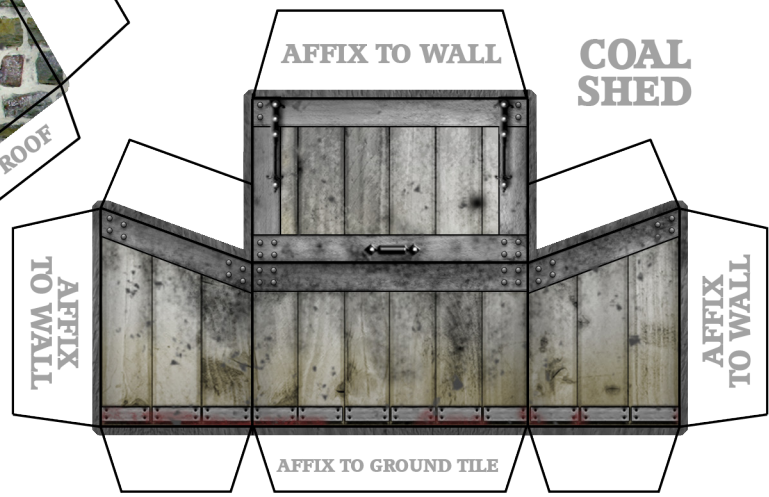 AFFIX TO WALL
COAL
SHED
ROOF
AFFIX
TO WALL
AFFIX
TO WALL
AFFIX TO GROUND TILE